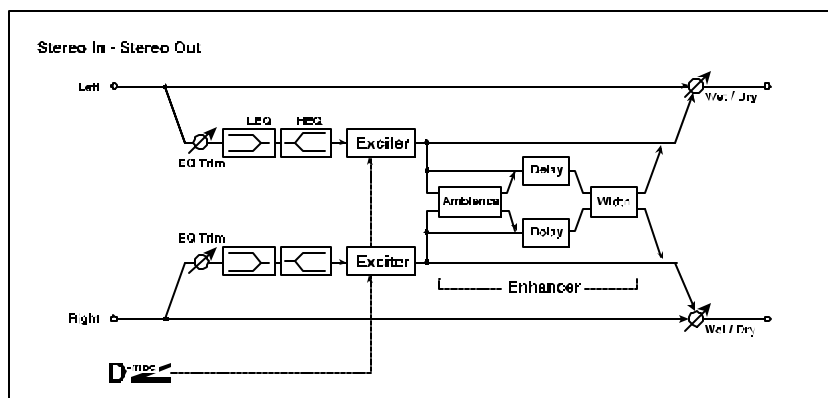 Stereo In - Stereo Out
Left
Wet / Dry
LEQ
HEQ
Exciter
EQ Trim
Delay
Ambience
Width
EQ Trim
Delay
Exciter
Enhancer
Right
Wet / Dry
D-mod